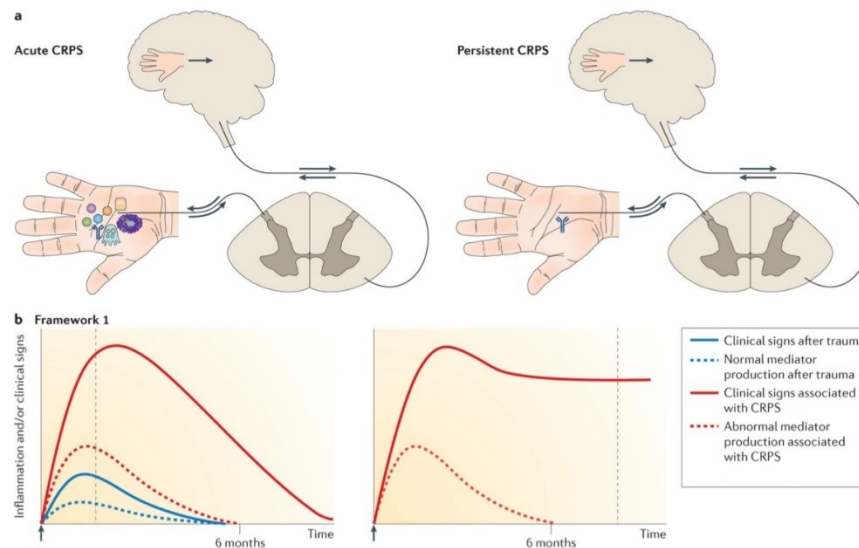 a
Acute CRPS
Persistent CRPS
b Framework 1
Inflammation and/or clinical signs
6 months
Time
6 months
Time
Clinical signs after traum
Normal mediator
production after trauma
Clinical signs associated
with CRPS
Abnormal mediator
production associated
with CRPS